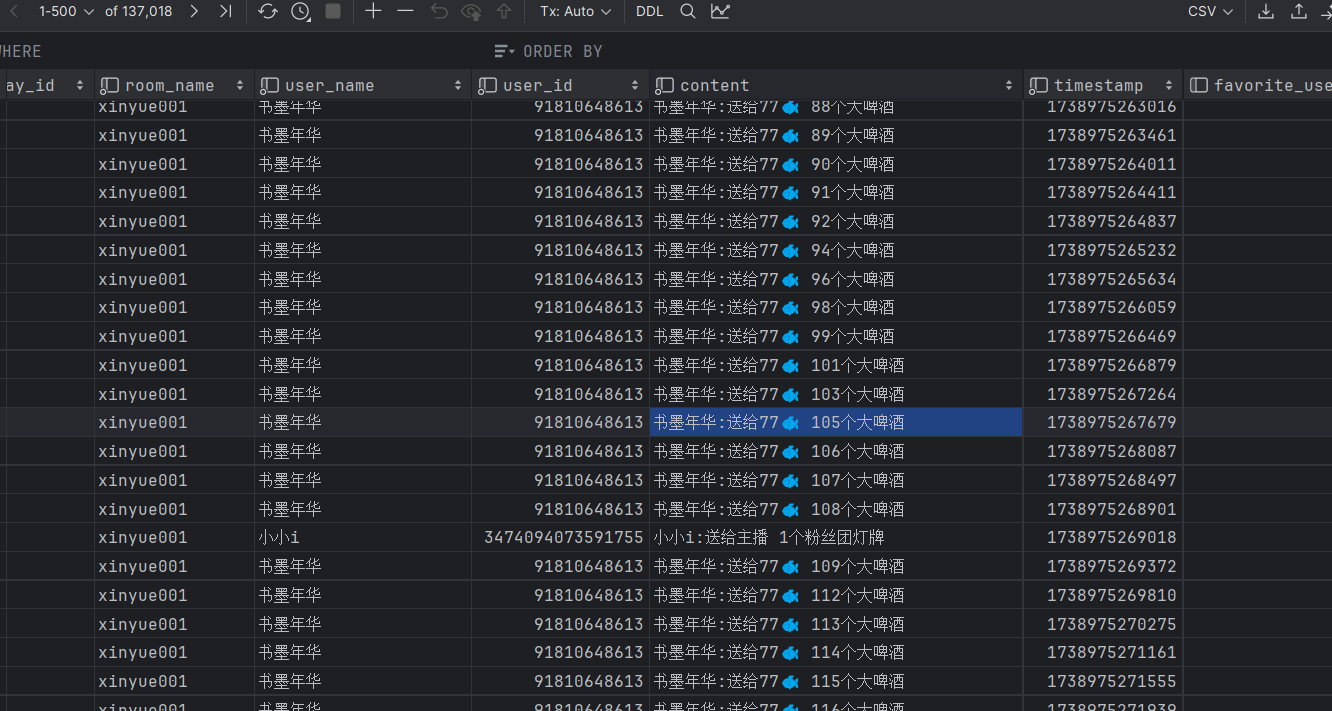 1-500 of 137,018 Tx: Auto DDL CSV
HERE ORDER BY
ay_id room_name user_name user_id content timestamp favorite_use
xinyue001 书墨年华 91810648613 书墨年华:送给77🐟 88个大啤酒 1738975263016
xinyue001 书墨年华 91810648613 书墨年华:送给77🐟 89个大啤酒 1738975263461
xinyue001 书墨年华 91810648613 书墨年华:送给77🐟 90个大啤酒 1738975264011
xinyue001 书墨年华 91810648613 书墨年华:送给77🐟 91个大啤酒 1738975264411
xinyue001 书墨年华 91810648613 书墨年华:送给77🐟 92个大啤酒 1738975264837
xinyue001 书墨年华 91810648613 书墨年华:送给77🐟 94个大啤酒 1738975265232
xinyue001 书墨年华 91810648613 书墨年华:送给77🐟 96个大啤酒 1738975265634
xinyue001 书墨年华 91810648613 书墨年华:送给77🐟 98个大啤酒 1738975266059
xinyue001 书墨年华 91810648613 书墨年华:送给77🐟 99个大啤酒 1738975266469
xinyue001 书墨年华 91810648613 书墨年华:送给77🐟 101个大啤酒 1738975266879
xinyue001 书墨年华 91810648613 书墨年华:送给77🐟 103个大啤酒 1738975267264
xinyue001 书墨年华 91810648613 书墨年华:送给77🐟 105个大啤酒 1738975267679
xinyue001 书墨年华 91810648613 书墨年华:送给77🐟 106个大啤酒 1738975268087
xinyue001 书墨年华 91810648613 书墨年华:送给77🐟 107个大啤酒 1738975268497
xinyue001 书墨年华 91810648613 书墨年华:送给77🐟 108个大啤酒 1738975268901
xinyue001 小小i 3474094073591755 小小i:送给主播 1个粉丝团灯牌 1738975269018
xinyue001 书墨年华 91810648613 书墨年华:送给77🐟 109个大啤酒 1738975269372
xinyue001 书墨年华 91810648613 书墨年华:送给77🐟 112个大啤酒 1738975269810
xinyue001 书墨年华 91810648613 书墨年华:送给77🐟 113个大啤酒 1738975270275
xinyue001 书墨年华 91810648613 书墨年华:送给77🐟 114个大啤酒 1738975271161
xinyue001 书墨年华 91810648613 书墨年华:送给77🐟 115个大啤酒 1738975271555
xinyue001 书墨年华 91810648613 书墨年华:送给77🐟 116个大啤酒 1738975271939